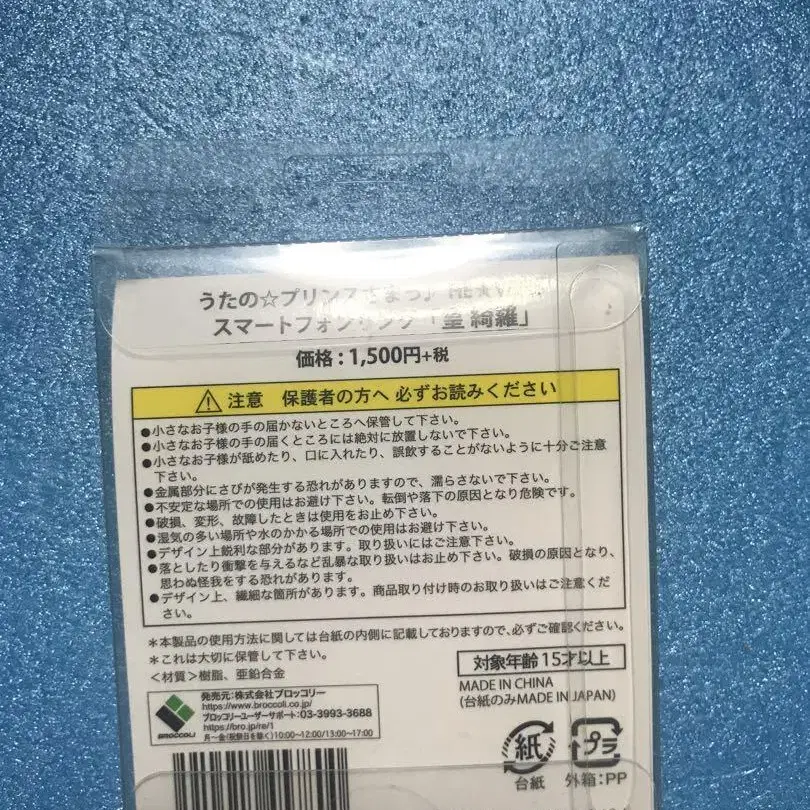 うたの☆プリンスさまっ♪ HE★V
スマートフォンリング「皇 綺羅」
価格：1,500円+税
注意 保護者の方へ 必ずお読みください
●小さなお子様の手の届かないところへ保管して下さい。
●小さなお子様の手の届くところには絶対に放置しないで下さい。
●小さなお子様が舐めたり、口に入れたり、誤飲することがないように十分ご注意
下さい。
●金属部分にさびが発生する恐れがありますので、濡らさないで下さい。
●不安定な場所での使用はお避け下さい。転倒や落下の原因となり危険です。
●破損、変形、故障したときは使用をお止め下さい。
●湿気の多い場所や水のかかる場所での使用はお避け下さい。
●デザイン上鋭利な部分があります。取り扱いにはご注意下さい。
●落としたり衝撃を与えるなど乱暴な取り扱いはお止め下さい。破損の原因となり、
思わぬ怪我をする恐れがあります。
●デザイン上、繊細な箇所があります。商品取り付け時のお取り扱いはご注意くだ
さい。
＊本製品の使用方法に関しては台紙の内側に記載しておりますので、必ずご確認ください。
＊これは大切に保管して下さい。
＜材質＞樹脂、亜鉛合金
対象年齢 15才以上
MADE IN CHINA
(台紙のみMADE IN JAPAN)
BROCCOLI
発売元：株式会社ブロッコリー
https://www.broccoli.co.jp/
ブロッコリーユーザーサポート：03-3993-3688
https://bro.jp/re/1
月～金（祝祭日を除く）10:00～12:00/13:00～17:00
紙
台紙
プラ
外箱：PP